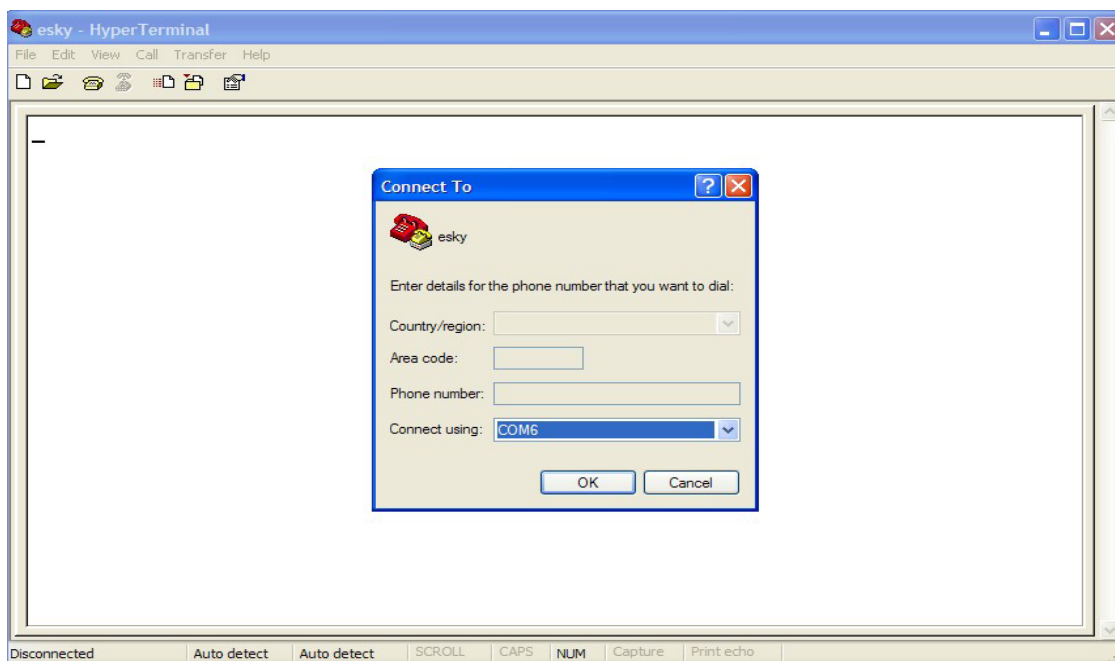 esky - HyperTerminal
File Edit View Call Transfer Help
Connect To
?
esky
Enter details for the phone number that you want to dial:
Country/region:
Area code:
Phone number:
Connect using: COM6
OK Cancel
Disconnected Auto detect Auto detect SCROLL CAPS NUM Capture Print echo